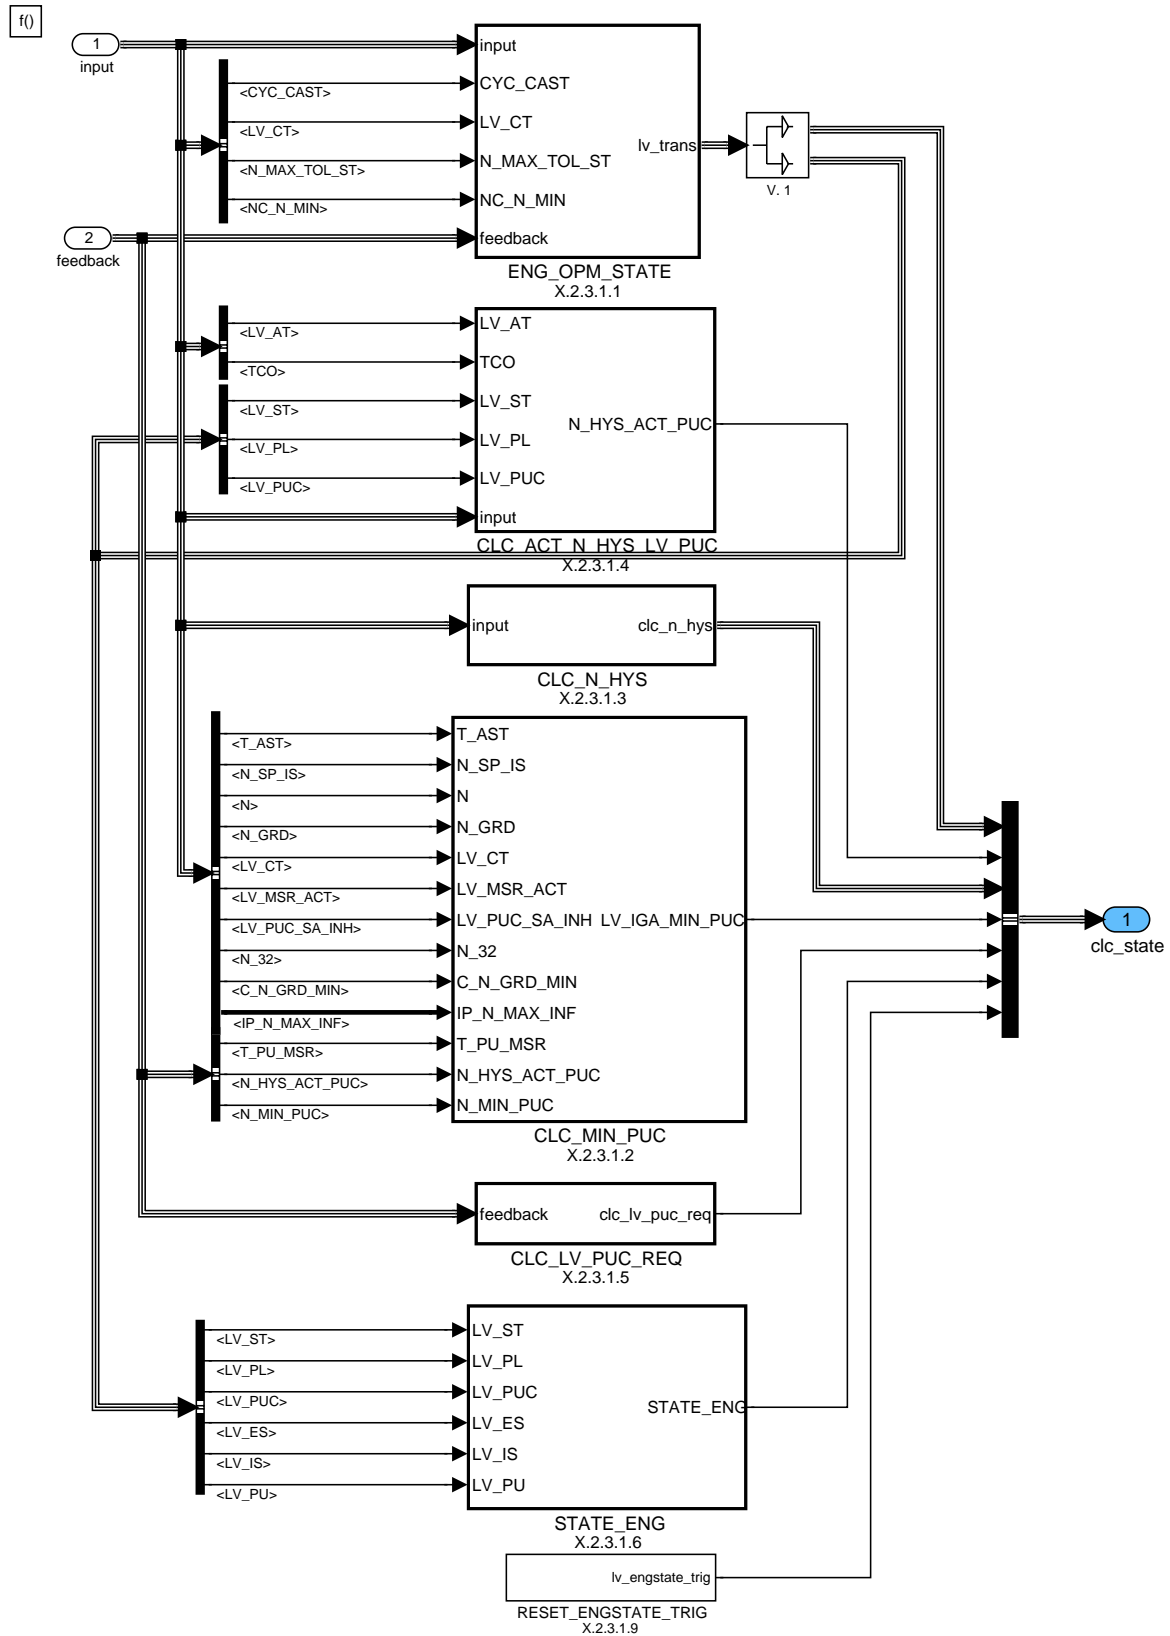 f()
1
input
input
<CYC_CAST>
CYC_CAST
<LV_CT>
LV_CT
lv_trans
<N_MAX_TOL_ST>
N_MAX_TOL_ST
V. 1
<NC_N_MIN>
NC_N_MIN
2
feedback
feedback
ENG_OPM_STATE
X.2.3.1.1
<LV_AT>
LV_AT
<TCO>
TCO
<LV_ST>
LV_ST
N_HYS_ACT_PUC
<LV_PL>
LV_PL
<LV_PUC>
LV_PUC
input
CLC_ACT_N_HYS_LV_PUC
X.2.3.1.4
input
clc_n_hys
CLC_N_HYS
X.2.3.1.3
<T_AST>
T_AST
<N_SP_IS>
N_SP_IS
<N>
N
<N_GRD>
N_GRD
<LV_CT>
LV_CT
<LV_MSR_ACT>
LV_MSR_ACT
<LV_PUC_SA_INH>
LV_PUC_SA_INH
LV_IGA_MIN_PUC
<N_32>
N_32
<C_N_GRD_MIN>
C_N_GRD_MIN
<IP_N_MAX_INF>
IP_N_MAX_INF
<T_PU_MSR>
T_PU_MSR
<N_HYS_ACT_PUC>
N_HYS_ACT_PUC
<N_MIN_PUC>
N_MIN_PUC
CLC_MIN_PUC
X.2.3.1.2
1
clc_state
feedback
clc_lv_puc_req
CLC_LV_PUC_REQ
X.2.3.1.5
<LV_ST>
LV_ST
<LV_PL>
LV_PL
<LV_PUC>
LV_PUC
STATE_ENG
<LV_ES>
LV_ES
<LV_IS>
LV_IS
<LV_PU>
LV_PU
STATE_ENG
X.2.3.1.6
lv_engstate_trig
RESET_ENGSTATE_TRIG
X.2.3.1.9